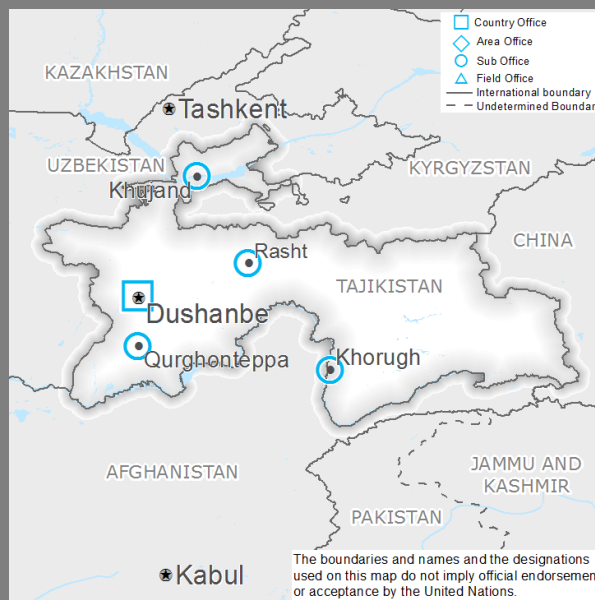 Country Office
Area Office
Sub Office
Field Office
International boundary
Undetermined Boundar
KAZAKHSTAN
Tashkent
UZBEKISTAN
KYRGYZSTAN
Khujand
CHINA
Rasht
TAJIKISTAN
Dushanbe
Qurghonteppa
Khorugh
AFGHANISTAN
JAMMU AND
KASHMIR
PAKISTAN
Kabul
The boundaries and names and the designations
used on this map do not imply official endorsemen
or acceptance by the United Nations.